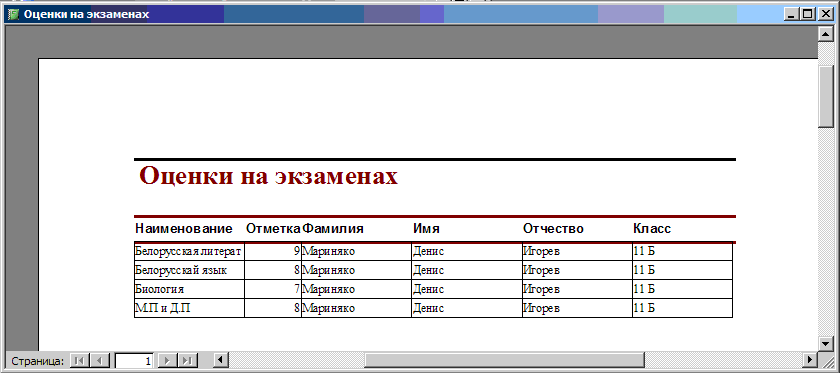 Оценки на экзаменах
Оценки на экзаменах
Наименование Отметка Фамилия Имя Отчество Класс
Белорусская литерат 9 Мариняко Денис Игорев 11 Б
Белорусскай язык 8 Мариняко Денис Игорев 11 Б
Биология 7 Мариняко Денис Игорев 11 Б
М.П и Д.П 8 Мариняко Денис Игорев 11 Б
Страница: 1